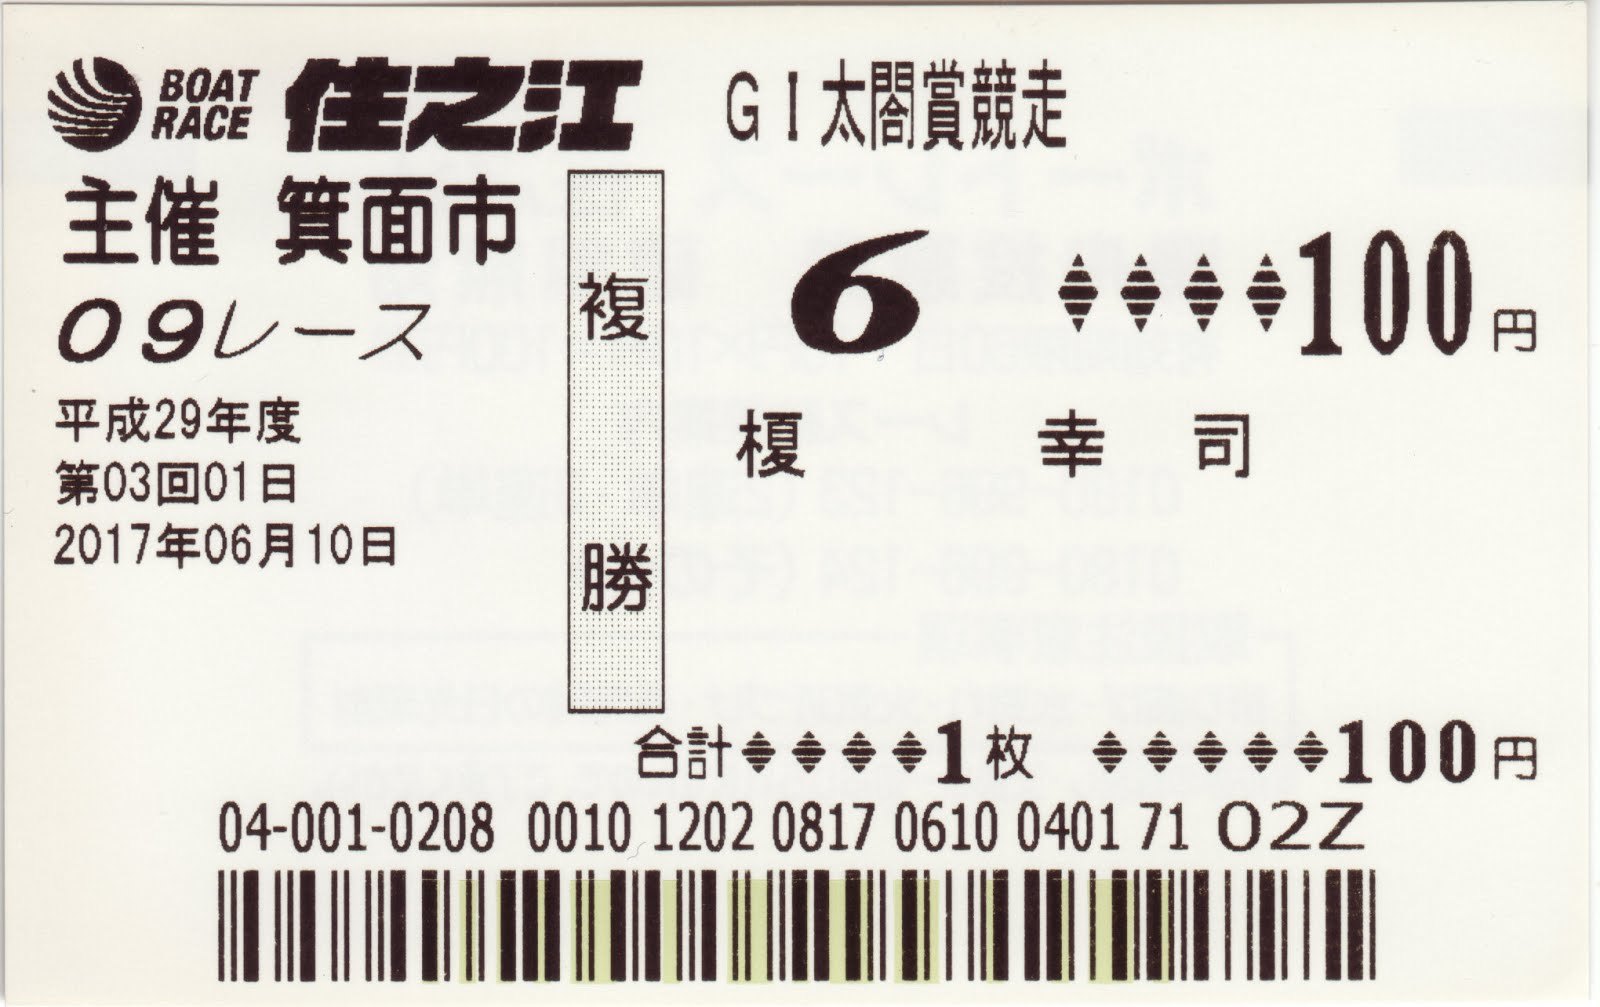 BOAT RACE 住之江 GⅠ太閤賞競走
主催 箕面市
09レース
複勝
6 100円
榎 幸司
平成29年度
第03回01日
2017年06月10日
合計 1枚 100円
04-001-0208 0010 1202 0817 0610 0401 71 02Z